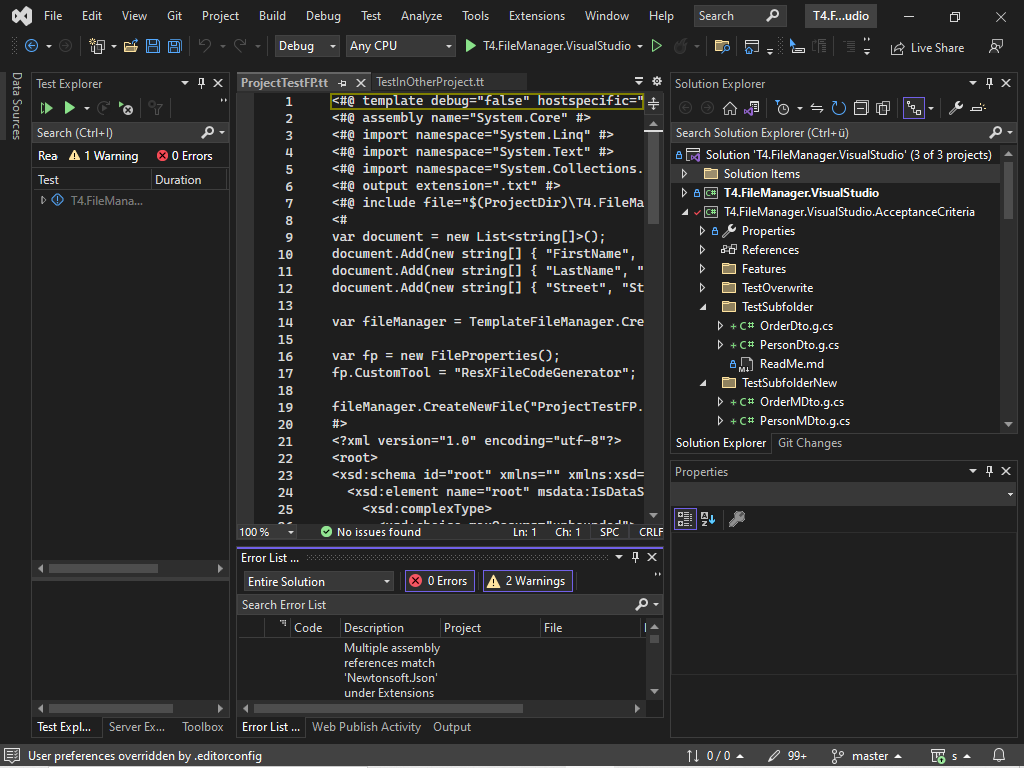 File Edit View Git Project Build Debug Test Analyze Tools Extensions Window Help Search T4.F...udio
Debug Any CPU T4.FileManager.VisualStudio Live Share
Data Sources
Test Explorer
Search (Ctrl+I)
Rea 1 Warning 0 Errors
Test Duration
T4.FileMana...
Test Expl... Server Ex... Toolbox
ProjectTestFP.tt TestInOtherProject.tt
1 <#@ template debug="false" hostspecific="
2 <#@ assembly name="System.Core" #>
3 <#@ import namespace="System.Linq" #>
4 <#@ import namespace="System.Text" #>
5 <#@ import namespace="System.Collections.
6 <#@ output extension=".txt" #>
7 <#@ include file="$(ProjectDir)\T4.FileMa
8 <#
9 var document = new List<string[]>();
10 document.Add(new string[] { "FirstName",
11 document.Add(new string[] { "LastName", "
12 document.Add(new string[] { "Street", "St
13
14 var fileManager = TemplateFileManager.Cre
15
16 var fp = new FileProperties();
17 fp.CustomTool = "ResXFileCodeGenerator";
18
19 fileManager.CreateNewFile("ProjectTestFP.
20 #>
21 <?xml version="1.0" encoding="utf-8"?>
22 <root>
23 <xsd:schema id="root" xmlns="" xmlns:xsd=
24 <xsd:element name="root" msdata:IsDataS
25 <xsd:complexType>
26 <xsd:choice maxOccurs="unbounded">
100 % No issues found Ln: 1 Ch: 1 SPC CRLF
Error List ...
Entire Solution 0 Errors 2 Warnings
Search Error List
Code Description Project File
Multiple assembly
references match
'Newtonsoft.Json'
under Extensions
Error List ... Web Publish Activity Output
Solution Explorer
Search Solution Explorer (Ctrl+ü)
Solution 'T4.FileManager.VisualStudio' (3 of 3 projects)
Solution Items
T4.FileManager.VisualStudio
T4.FileManager.VisualStudio.AcceptanceCriteria
Properties
References
Features
TestOverwrite
TestSubfolder
OrderDto.g.cs
PersonDto.g.cs
ReadMe.md
TestSubfolderNew
OrderMDto.g.cs
PersonMDto.g.cs
Solution Explorer Git Changes
Properties
User preferences overridden by .editorconfig 0 / 0 99+ master s